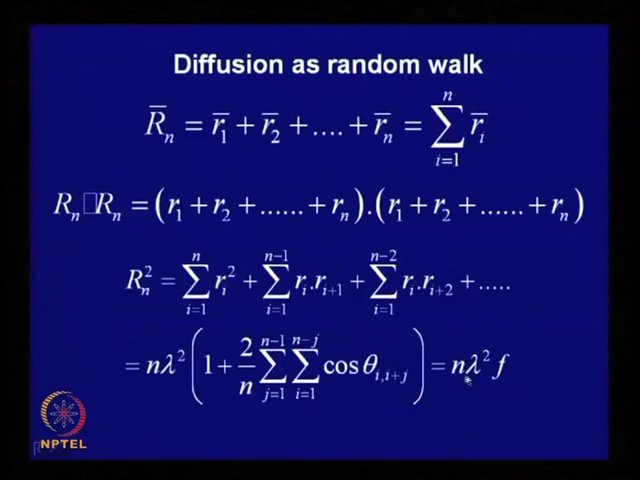 Diffusion as random walk
R̅ₙ = r̅₁ + r̅₂ + .... + r̅ₙ = ∑ᵢ₌₁ⁿ r̅ᵢ
Rₙ□Rₙ = (r₁ + r₂ + ...... + rₙ).(r₁ + r₂ + ...... + rₙ)
Rₙ² = ∑ᵢ₌₁ⁿ rᵢ² + ∑ᵢ₌₁ⁿ⁻¹ rᵢ.rᵢ₊₁ + ∑ᵢ₌₁ⁿ⁻² rᵢ.rᵢ₊₂ + .....
= nλ² (1 + 2/n ∑ⱼ₌₁ⁿ⁻¹ ∑ᵢ₌₁ⁿ⁻ʲ cos θᵢ,ᵢ₊ⱼ) = nλ² f
NPTEL